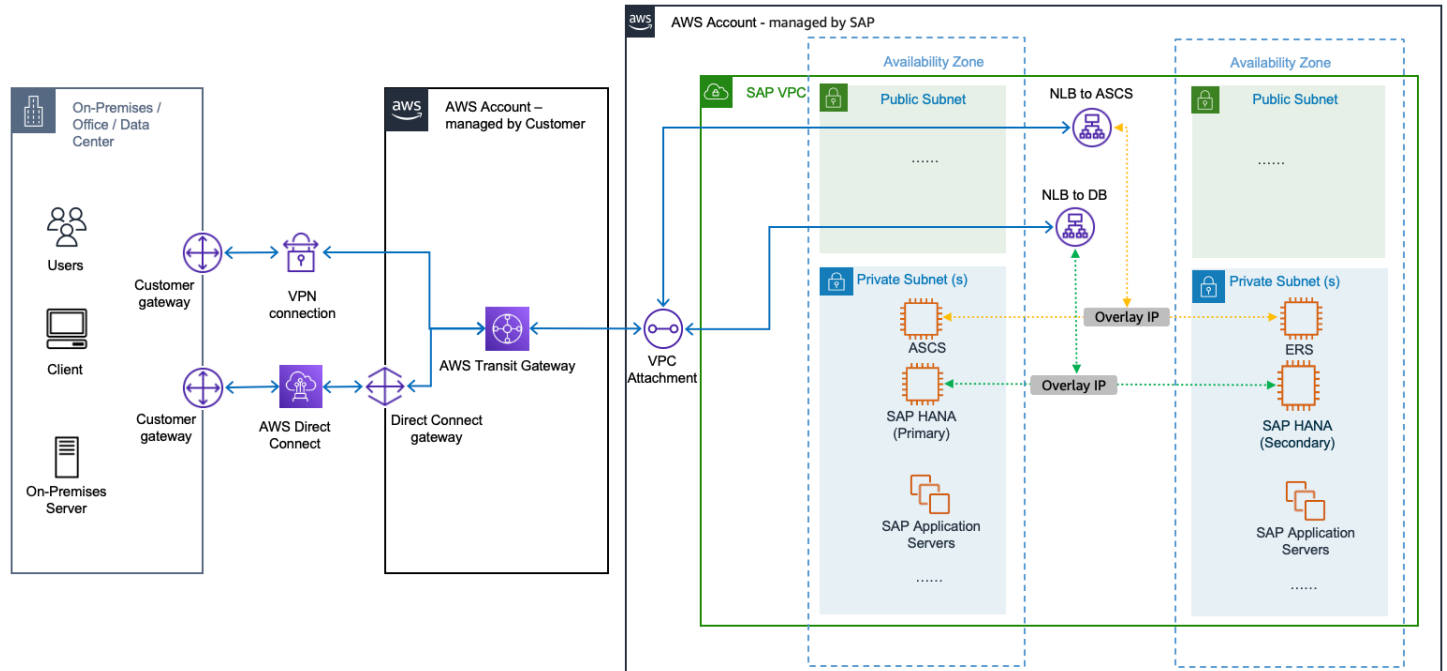 aws
AWS Account - managed by SAP
Availability Zone
Availability Zone
SAP VPC
Public Subnet
NLB to ASCS
Public Subnet
On-Premises /
Office / Data
Center
aws
AWS Account –
managed by Customer
......
......
NLB to DB
Users
Customer
gateway
VPN
connection
Private Subnet (s)
Private Subnet (s)
Overlay IP
ASCS
ERS
Client
AWS Transit Gateway
VPC
Attachment
Overlay IP
SAP HANA
(Primary)
SAP HANA
(Secondary)
Customer
gateway
AWS Direct
Connect
Direct Connect
gateway
On-Premises
Server
SAP Application
Servers
SAP Application
Servers
......
......